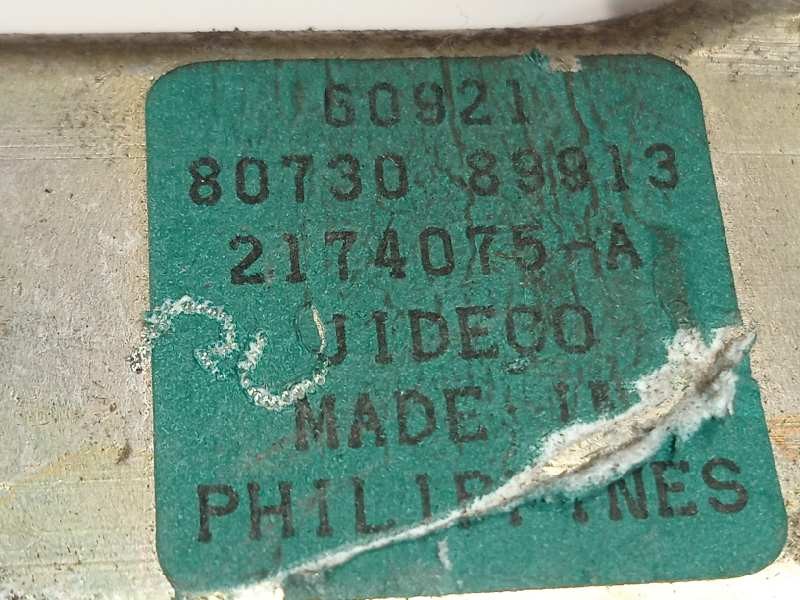 60921
80730 89913
2174075-A
JIDECO
MADE IN
PHILIPPINES